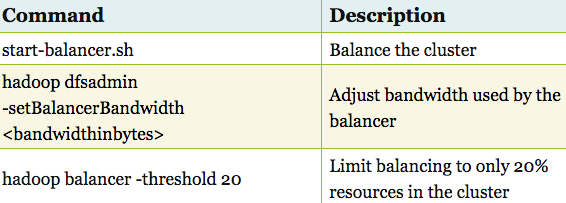 Command Description
start-balancer.sh Balance the cluster
hadoop dfsadmin
-setBalancerBandwidth
<bandwidthinbytes>
Adjust bandwidth used by the
balancer
hadoop balancer -threshold 20
Limit balancing to only 20%
resources in the cluster